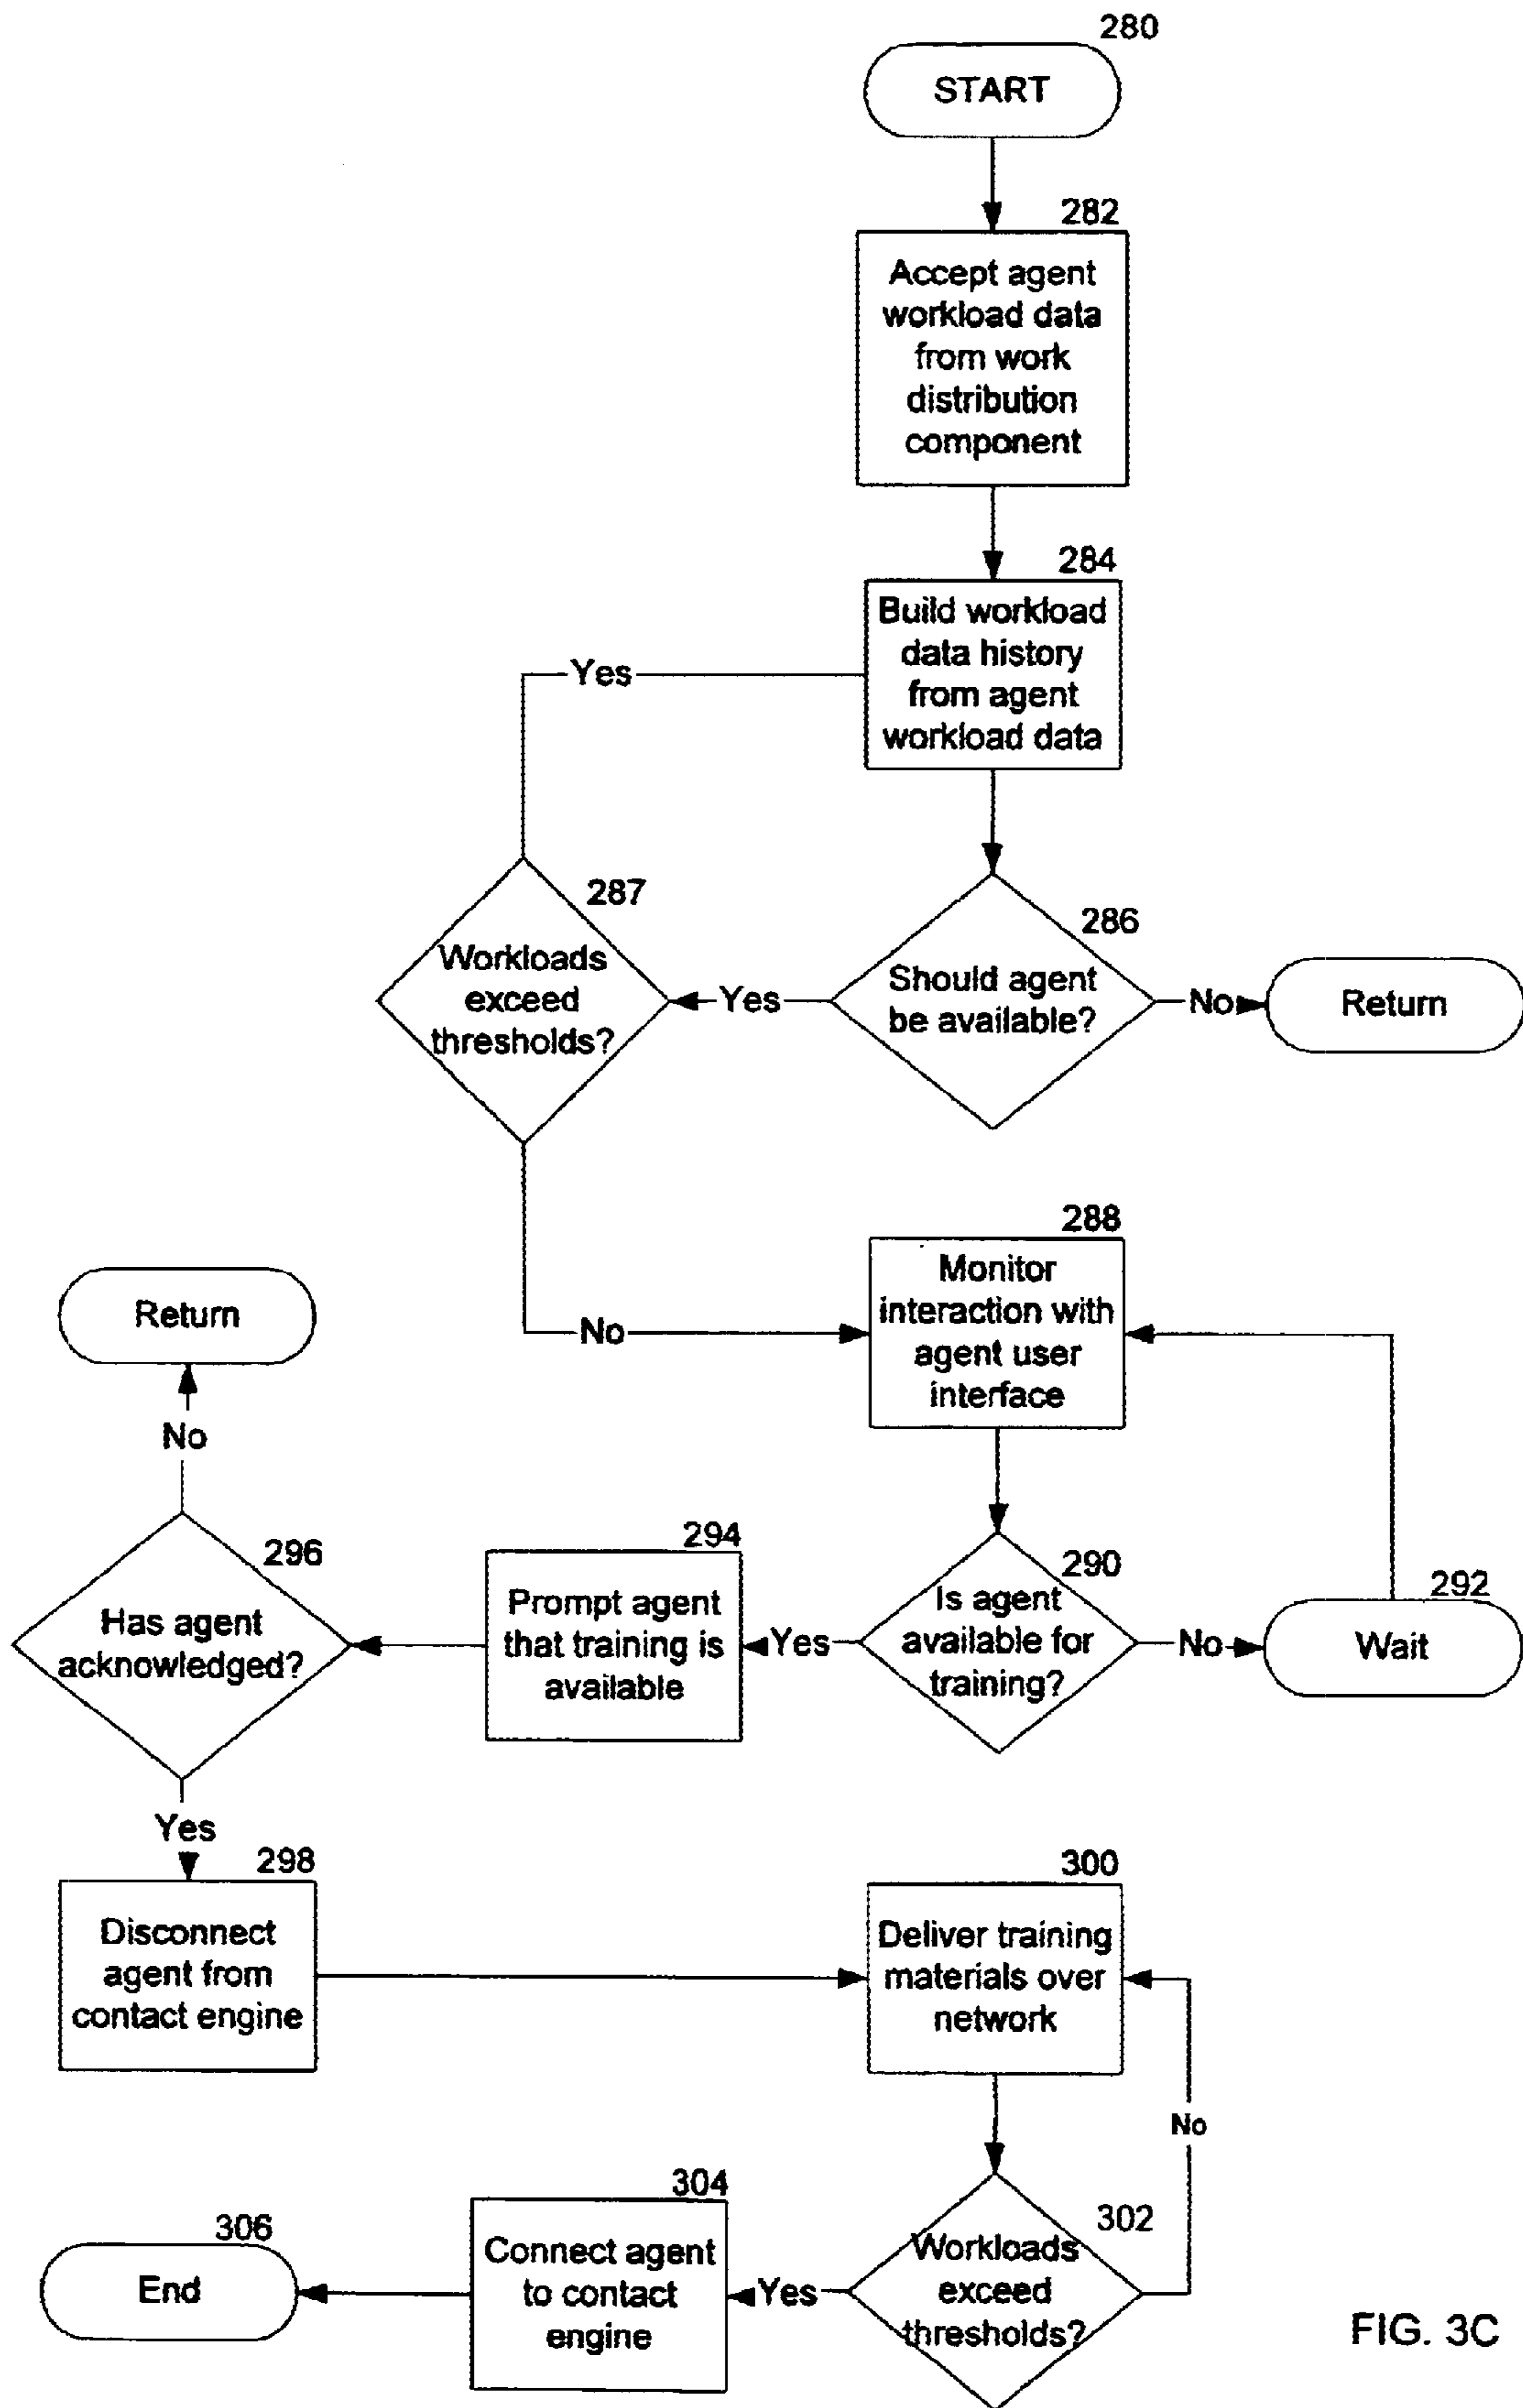 280
START
282
Accept agent
workload data
from work
distribution
component
284
Build workload
data history
from agent
workload data
Yes
287
Workloads
exceed
thresholds?
Yes
286
Should agent
be available?
No
Return
288
Monitor
interaction with
agent user
interface
No
Return
No
296
Has agent
acknowledged?
294
Prompt agent
that training is
available
Yes
290
Is agent
available for
training?
No
292
Wait
Yes
298
Disconnect
agent from
contact engine
300
Deliver training
materials over
network
No
302
Workloads
exceed
thresholds?
Yes
304
Connect agent
to contact
engine
306
End
FIG. 3C